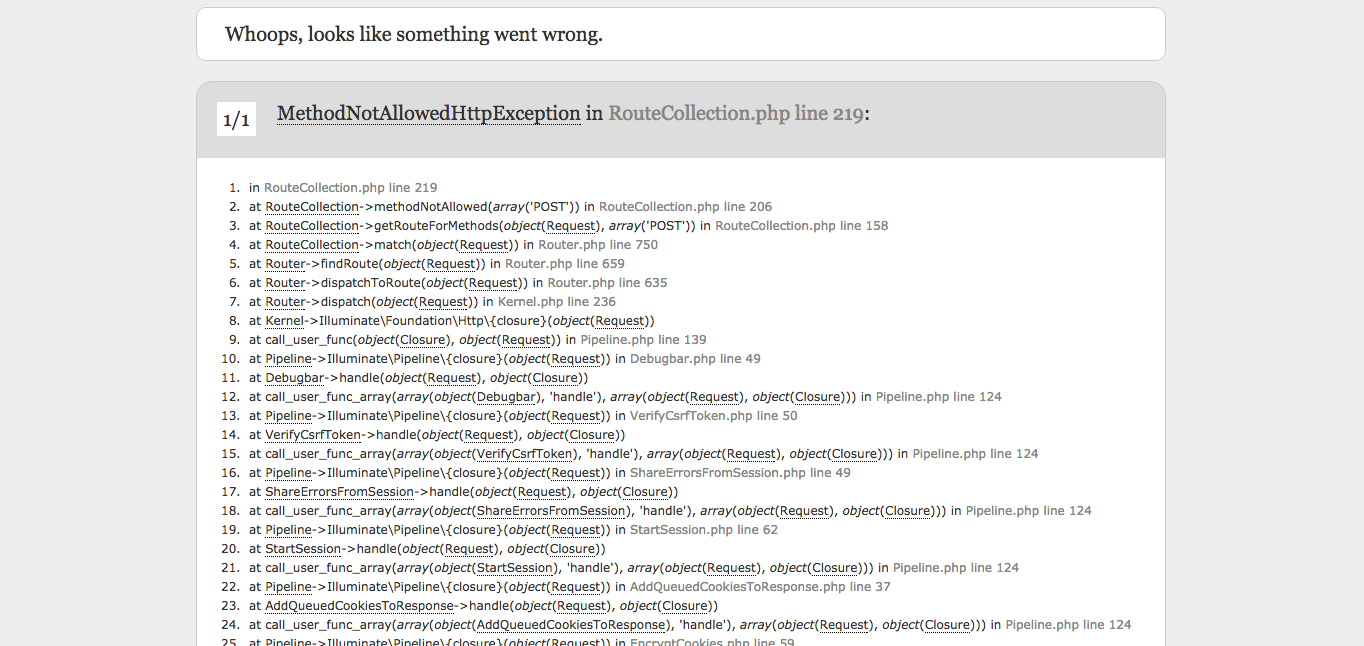 Whoops, looks like something went wrong.
1/1 MethodNotAllowedHttpException in RouteCollection.php line 219:
1. in RouteCollection.php line 219
2. at RouteCollection->methodNotAllowed(array('POST')) in RouteCollection.php line 206
3. at RouteCollection->getRouteForMethods(object(Request), array('POST')) in RouteCollection.php line 158
4. at RouteCollection->match(object(Request)) in Router.php line 750
5. at Router->findRoute(object(Request)) in Router.php line 659
6. at Router->dispatchToRoute(object(Request)) in Router.php line 635
7. at Router->dispatch(object(Request)) in Kernel.php line 236
8. at Kernel->Illuminate\Foundation\Http\{closure}(object(Request))
9. at call_user_func(object(Closure), object(Request)) in Pipeline.php line 139
10. at Pipeline->Illuminate\Pipeline\{closure}(object(Request)) in Debugbar.php line 49
11. at Debugbar->handle(object(Request), object(Closure))
12. at call_user_func_array(array(object(Debugbar), 'handle'), array(object(Request), object(Closure))) in Pipeline.php line 124
13. at Pipeline->Illuminate\Pipeline\{closure}(object(Request)) in VerifyCsrfToken.php line 50
14. at VerifyCsrfToken->handle(object(Request), object(Closure))
15. at call_user_func_array(array(object(VerifyCsrfToken), 'handle'), array(object(Request), object(Closure))) in Pipeline.php line 124
16. at Pipeline->Illuminate\Pipeline\{closure}(object(Request)) in ShareErrorsFromSession.php line 49
17. at ShareErrorsFromSession->handle(object(Request), object(Closure))
18. at call_user_func_array(array(object(ShareErrorsFromSession), 'handle'), array(object(Request), object(Closure))) in Pipeline.php line 124
19. at Pipeline->Illuminate\Pipeline\{closure}(object(Request)) in StartSession.php line 62
20. at StartSession->handle(object(Request), object(Closure))
21. at call_user_func_array(array(object(StartSession), 'handle'), array(object(Request), object(Closure))) in Pipeline.php line 124
22. at Pipeline->Illuminate\Pipeline\{closure}(object(Request)) in AddQueuedCookiesToResponse.php line 37
23. at AddQueuedCookiesToResponse->handle(object(Request), object(Closure))
24. at call_user_func_array(array(object(AddQueuedCookiesToResponse), 'handle'), array(object(Request), object(Closure))) in Pipeline.php line 124
25. at Pipeline->Illuminate\Pipeline\{closure}(object(Request)) in EncryptCookies.php line 59